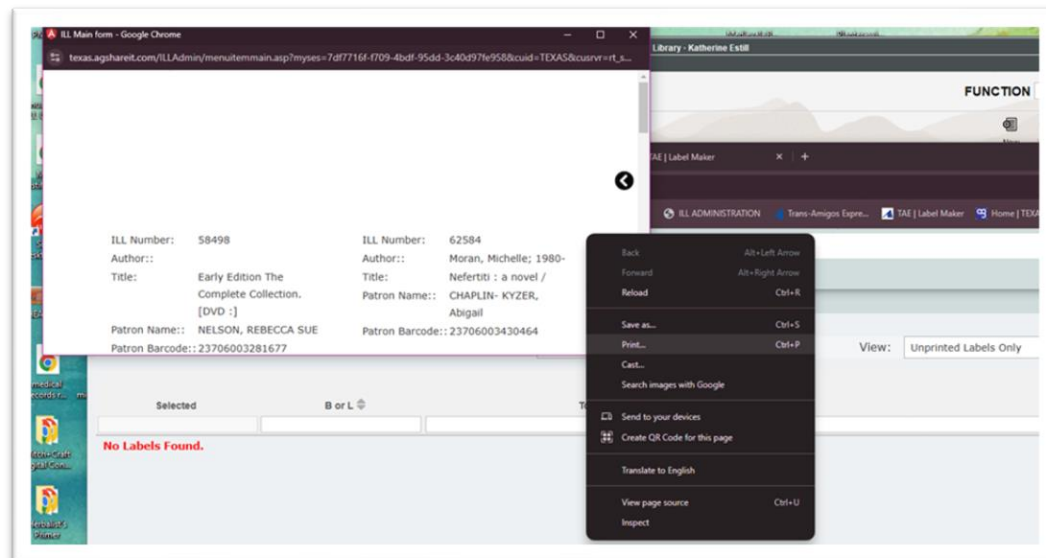 ILL Main form - Google Chrome
texas.agshareit.com/ILLAdmin/menuitemmain.asp?myses=7df7716f-f709-4bdf-95dd-3c40d97fe958&cuid=TEXAS&cusrvr=rt_s...
Library - Katherine Estill
FUNCTION
TAE | Label Maker
ILL ADMINISTRATION Trans-Amigos Expre... TAE | Label Maker Home | TEXA
ILL Number: 58498 ILL Number: 62584
Author:: Author:: Moran, Michelle; 1980-
Title: Early Edition The Title: Nefertiti : a novel /
Complete Collection. Patron Name:: CHAPLIN- KYZER,
[DVD :] Abigail
Patron Name:: NELSON, REBECCA SUE Patron Barcode:: 23706003430464
Patron Barcode:: 23706003281677
Back Alt+Left Arrow
Forward Alt+Right Arrow
Reload Ctrl+R
Save as... Ctrl+S
Print... Ctrl+P
Cast...
Search images with Google
Send to your devices
Create QR Code for this page
Translate to English
View page source Ctrl+U
Inspect
View: Unprinted Labels Only
Selected B or L To
No Labels Found.
medical
Primer